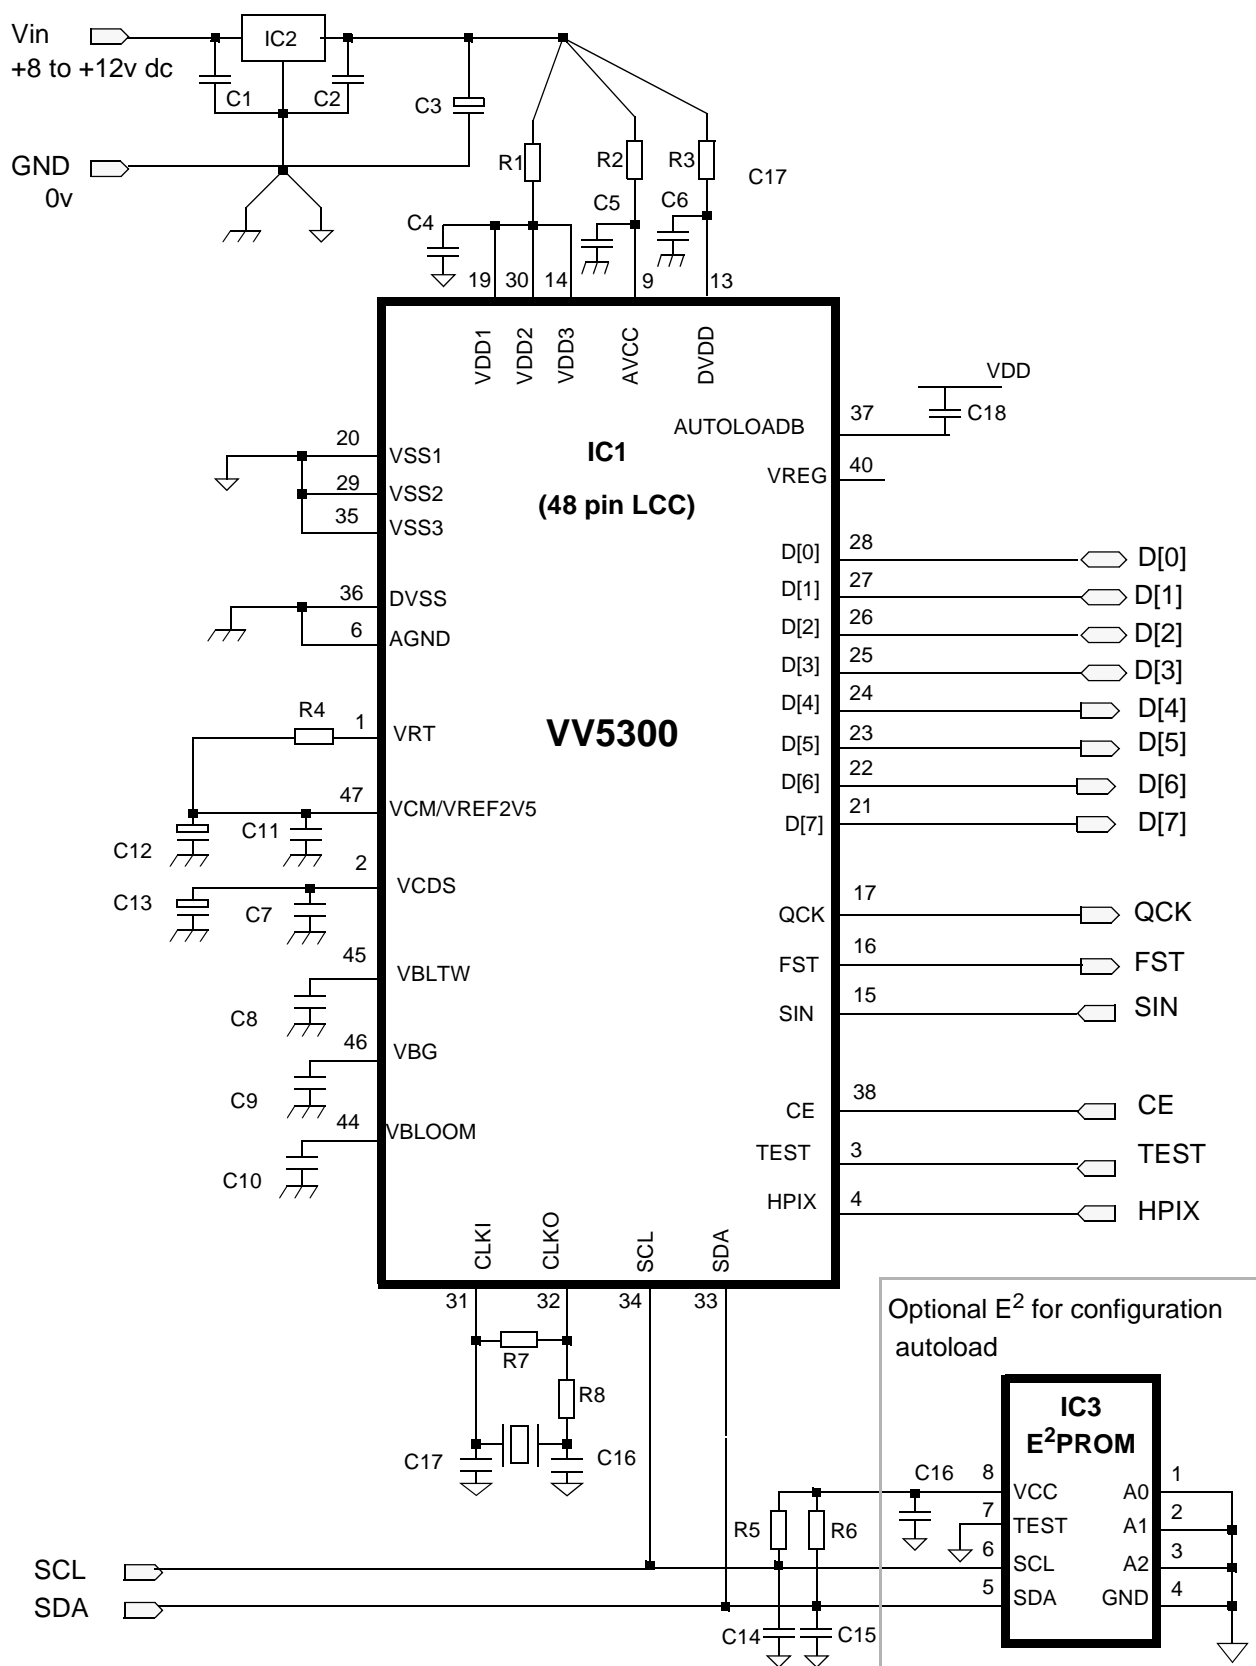 Vin
+8 to +12v dc
IC2
C1
C2
C3
GND
0v
R1
R2
R3
C17
C4
C5
C6
19
30
14
9
13
VDD1
VDD2
VDD3
AVCC
DVDD
VDD
C18
AUTOLOADB
37
20
VSS1
IC1
VREG
40
29
VSS2
(48 pin LCC)
35
VSS3
D[0]
28
D[0]
36
DVSS
D[1]
27
D[1]
6
AGND
D[2]
26
D[2]
D[3]
25
D[3]
R4
1
VRT
VV5300
D[4]
24
D[4]
D[5]
23
D[5]
47
VCM/VREF2V5
D[6]
22
D[6]
C12
C11
D[7]
21
D[7]
2
VCDS
C13
C7
QCK
17
QCK
45
VBLTW
FST
16
FST
C8
SIN
15
SIN
46
VBG
C9
CE
38
CE
44
VBLOOM
TEST
3
TEST
C10
HPIX
4
HPIX
CLKI
CLKO
SCL
SDA
31
32
34
33
R7
R8
C17
C16
Optional E2 for configuration
autoload
IC3
E2PROM
C16
8
VCC
A0
1
7
TEST
A1
2
R5
R6
6
SCL
A2
3
5
SDA
GND
4
SCL
SDA
C14
C15